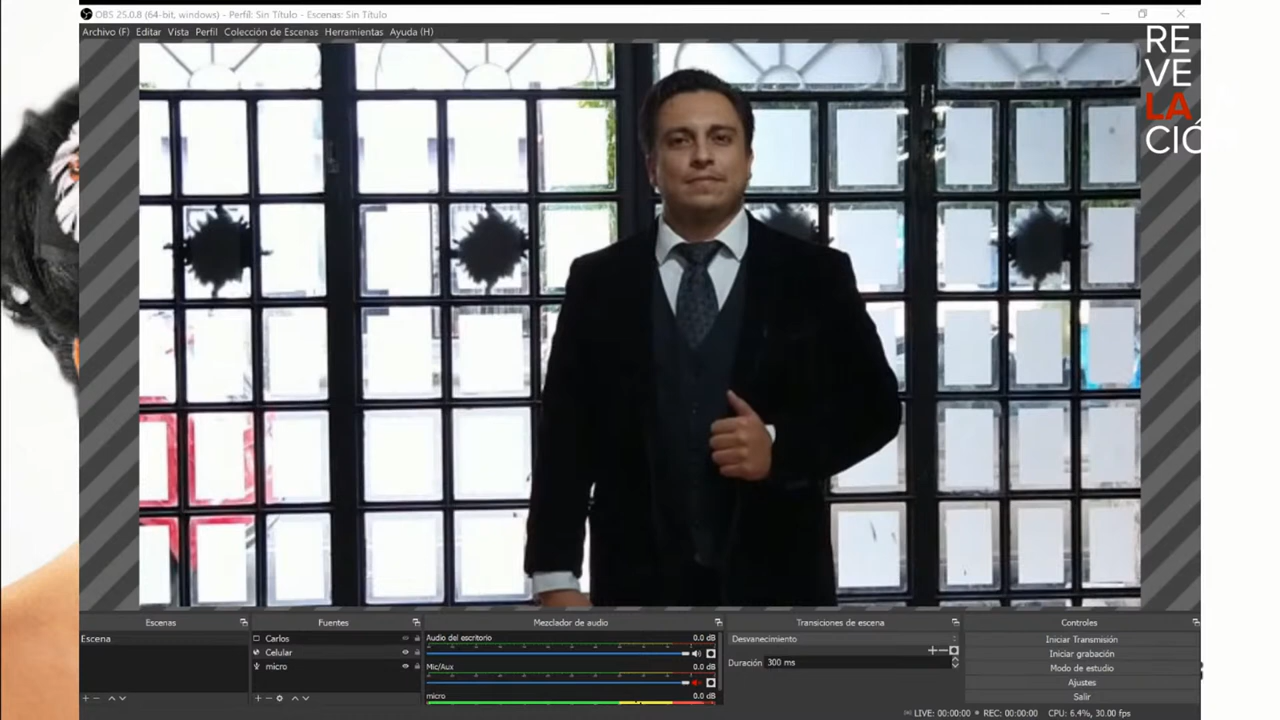 OBS 25.0.8 (64-bit, windows) - Perfil: Sin Título - Escenas: Sin Título
Archivo (F) Editar Vista Perfil Colección de Escenas Herramientas Ayuda (H)
RE
VE
LA
CIÓ
Escenas
Escena
Fuentes
Carlos
Celular
micro
Mezclador de audio
Audio del escritorio 0.0 dB
Mic/Aux 0.0 dB
micro 0.0 dB
Transiciones de escena
Desvanecimiento
Duración 300 ms
Controles
Iniciar Transmisión
Iniciar grabación
Modo de estudio
Ajustes
Salir
LIVE: 00:00:00 REC: 00:00:00 CPU: 6.4%, 30.00 fps